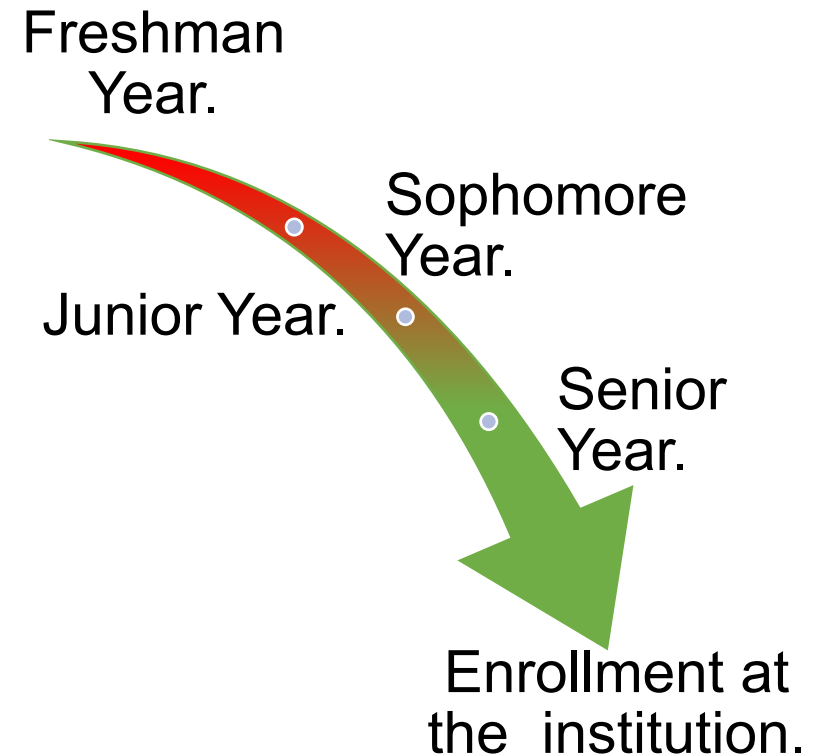 Freshman
Year.
Sophomore
Year.
Junior Year.
Senior
Year.
Enrollment at
the  institution.